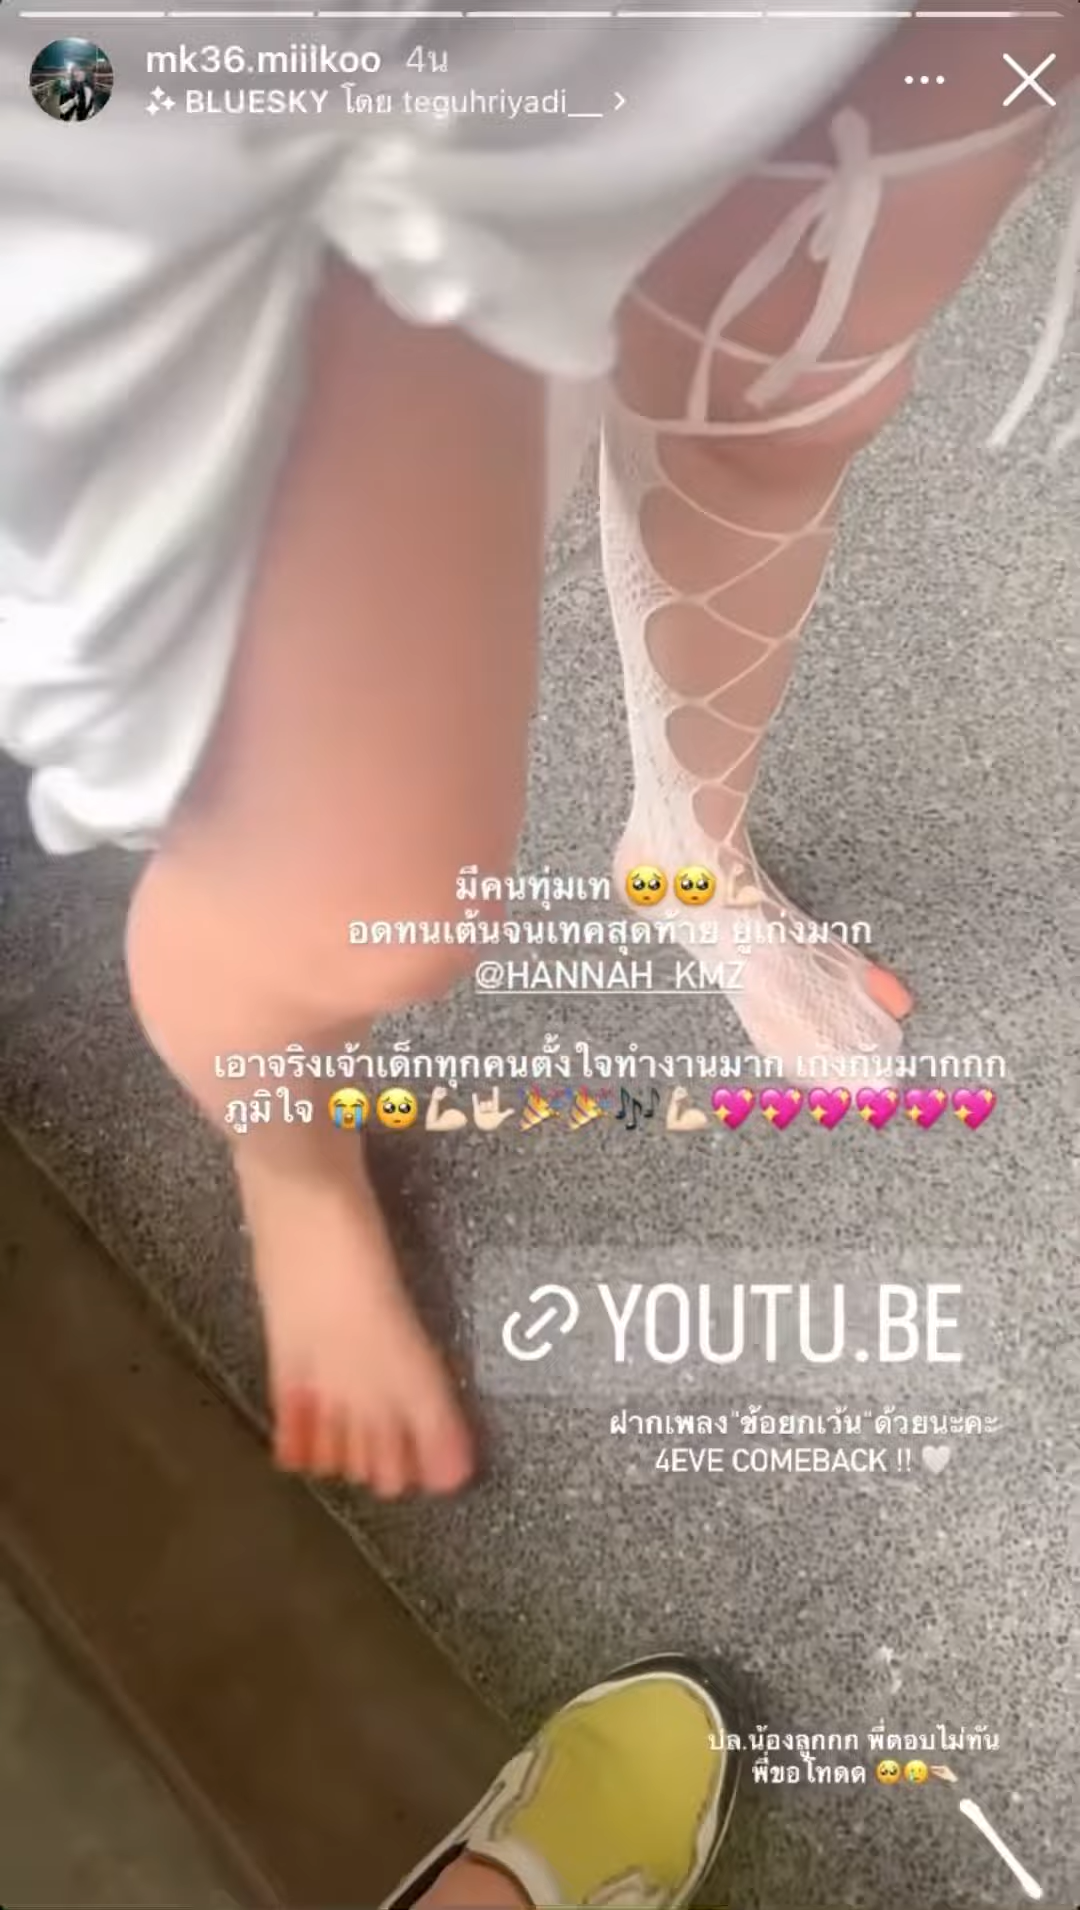 mk36.miilkoo 4น
BLUESKY โดย teguhriyadi__ >
มีคนทุ่มเท 🥺🥺💪🏻
อดทนเต้นจนเทคสุดท้าย ยูเก่งมาก
@HANNAH_KMZ
เอาจริงเจ้าเด็กทุกคนตั้งใจทำงานมาก เก่งกันมากกก
ภูมิใจ 😭🥺💪🏻🤟🏻🎉🎉🎶💪🏻💖💖💖💖💖💖
YOUTU.BE
ฝากเพลง"ข้อยกเว้น"ด้วยนะคะ
4EVE COMEBACK !! 🤍
ปล.น้องลูกกก พี่ตอบไม่ทัน
พี่ขอโทดด 🥺🥲🤏🏻